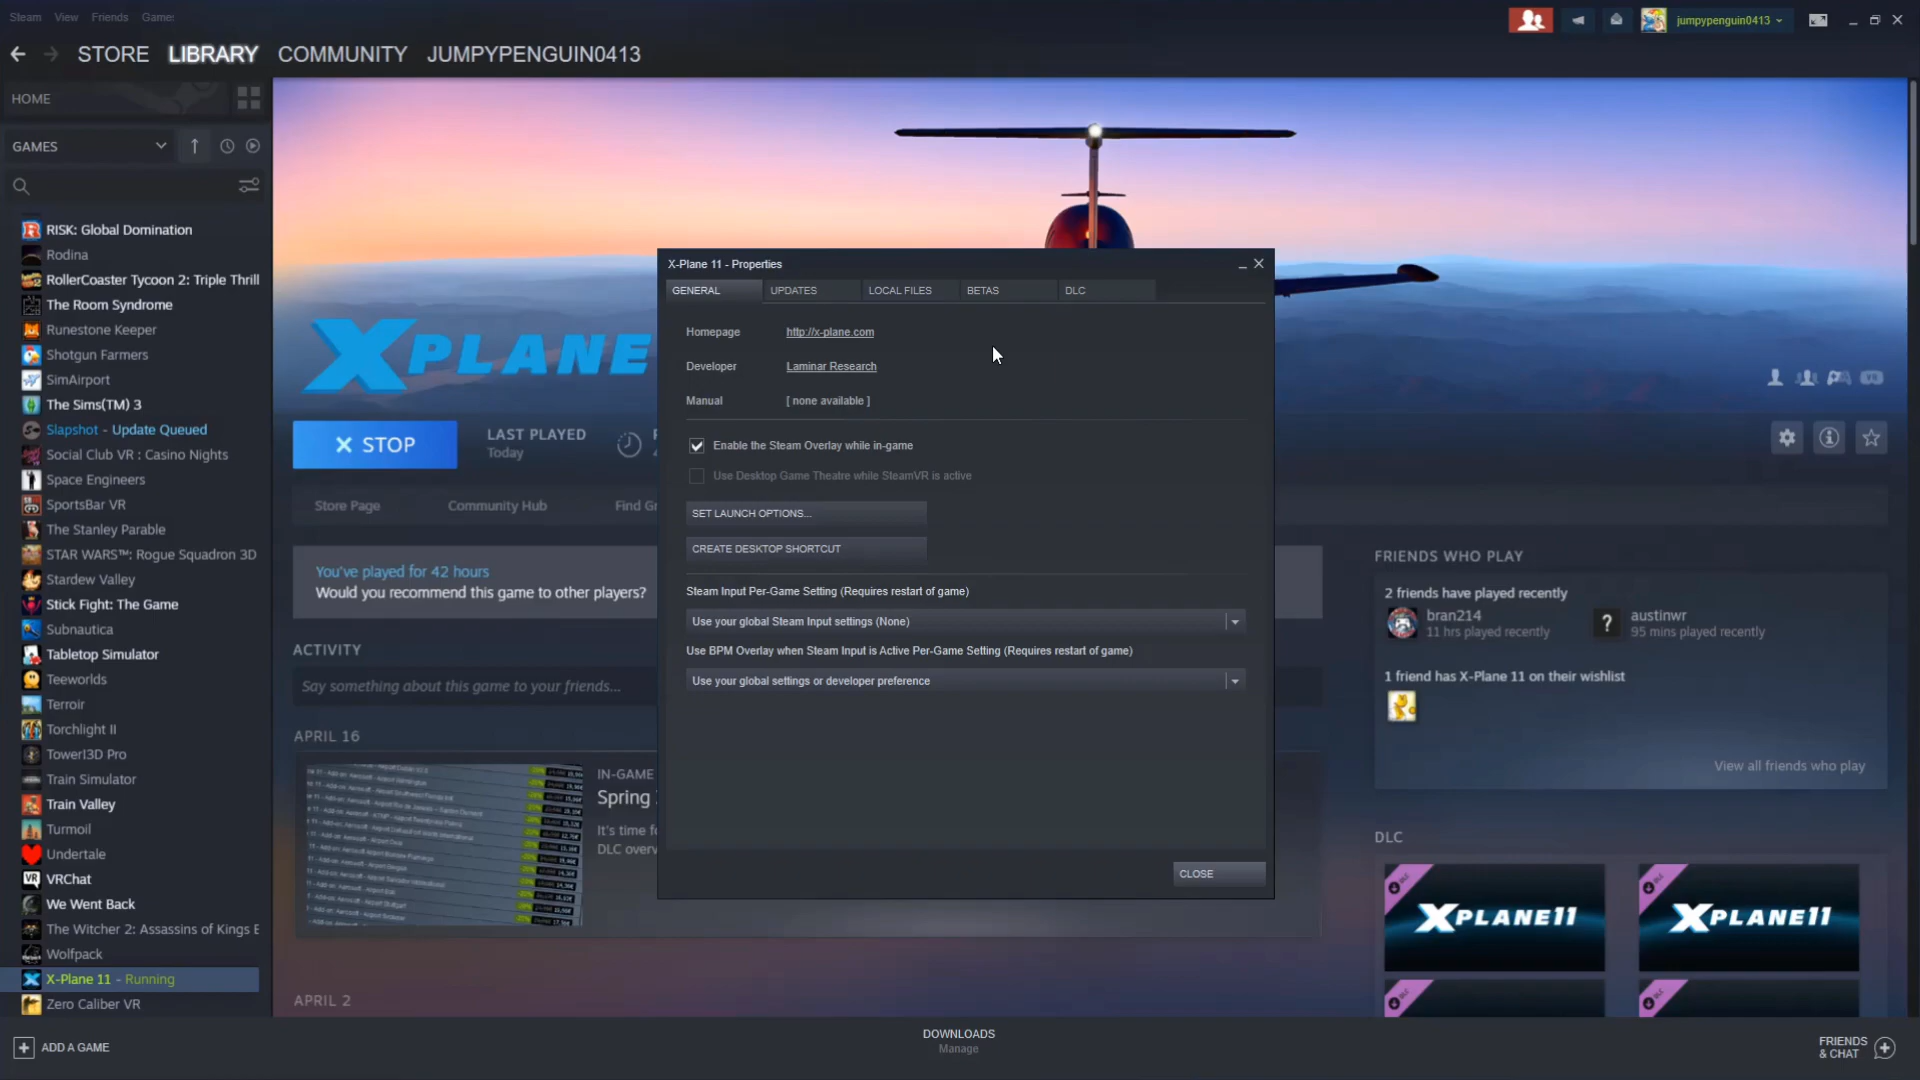 Steam View Friends Games
jumpypenguin0413
STORE LIBRARY COMMUNITY JUMPYPENGUIN0413
HOME
GAMES
RISK: Global Domination
Rodina
RollerCoaster Tycoon 2: Triple Thrill
The Room Syndrome
Runestone Keeper
Shotgun Farmers
SimAirport
The Sims(TM) 3
Slapshot - Update Queued
Social Club VR : Casino Nights
Space Engineers
SportsBar VR
The Stanley Parable
STAR WARS™: Rogue Squadron 3D
Stardew Valley
Stick Fight: The Game
Subnautica
Tabletop Simulator
Teeworlds
Terroir
Torchlight II
Tower!3D Pro
Train Simulator
Train Valley
Turmoil
Undertale
VRChat
We Went Back
The Witcher 2: Assassins of Kings E
Wolfpack
X-Plane 11 - Running
Zero Caliber VR
X PLANE
STOP
LAST PLAYED
Today
Store Page Community Hub Find Gr
You've played for 42 hours
Would you recommend this game to other players?
ACTIVITY
Say something about this game to your friends...
APRIL 16
IN-GAME
Spring
It's time fo
DLC overv
APRIL 2
X-Plane 11 - Properties
GENERAL UPDATES LOCAL FILES BETAS DLC
Homepage http://x-plane.com
Developer Laminar Research
Manual [ none available ]
Enable the Steam Overlay while in-game
Use Desktop Game Theatre while SteamVR is active
SET LAUNCH OPTIONS...
CREATE DESKTOP SHORTCUT
Steam Input Per-Game Setting (Requires restart of game)
Use your global Steam Input settings (None)
Use BPM Overlay when Steam Input is Active Per-Game Setting (Requires restart of game)
Use your global settings or developer preference
CLOSE
FRIENDS WHO PLAY
2 friends have played recently
bran214
11 hrs played recently
?
austinwr
95 mins played recently
1 friend has X-Plane 11 on their wishlist
View all friends who play
DLC
DLC
XPLANE11
DLC
XPLANE11
DLC
DLC
ADD A GAME
DOWNLOADS
Manage
FRIENDS
& CHAT